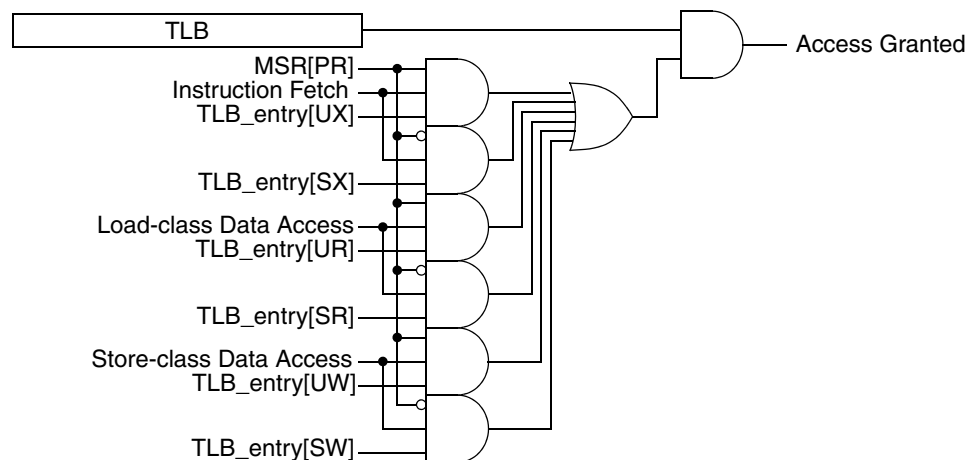 TLB
Access Granted
MSR[PR]
Instruction Fetch
TLB_entry[UX]
TLB_entry[SX]
Load-class Data Access
TLB_entry[UR]
TLB_entry[SR]
Store-class Data Access
TLB_entry[UW]
TLB_entry[SW]